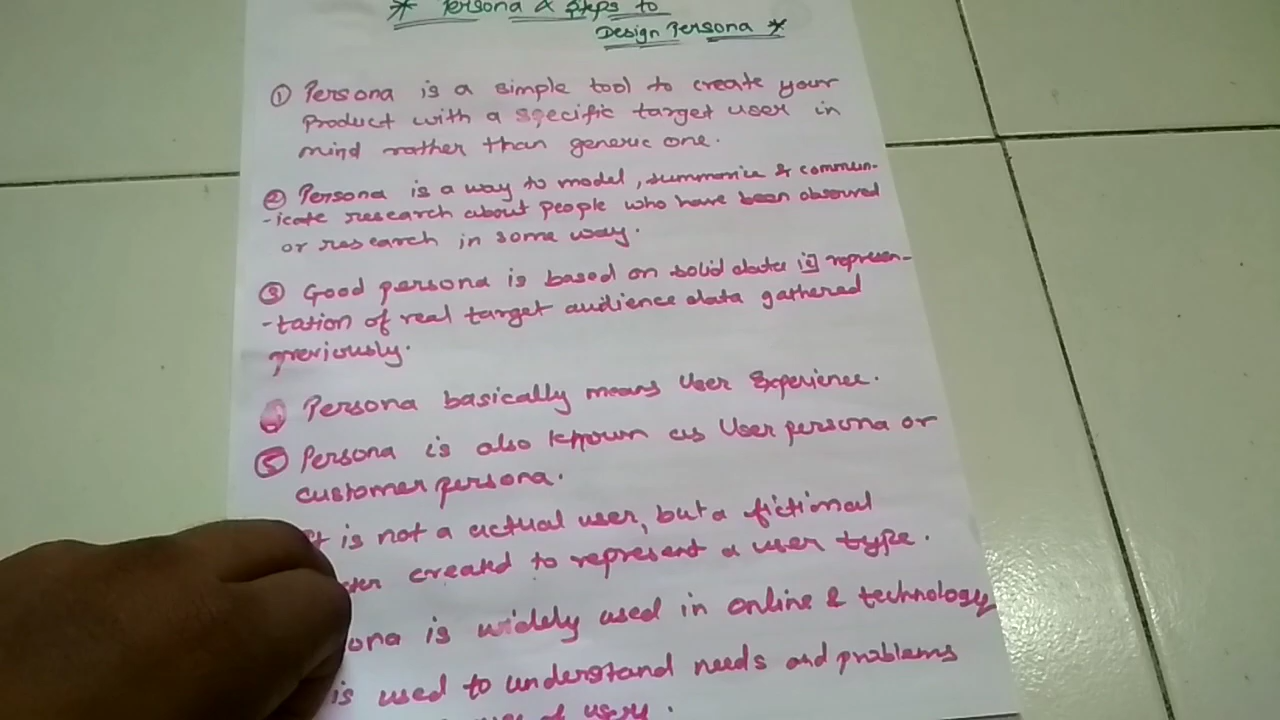 * Persona & Steps to
Design Persona *
① Persona is a simple tool to create your
Product with a specific target user in
mind rather than generic one.
② Persona is a way to model, summarize & commun-
-icate research about people who have been observed
or research in some way.
③ Good persona is based on solid data is represen-
-tation of real target audience data gathered
previously.
Persona basically means User Experience.
⑤ Persona is also known as User persona or
customer persona.
is not a actual user, but a fictional
created to represent a user type.
is widely used in online & technology
is used to understand needs and problems
of users.